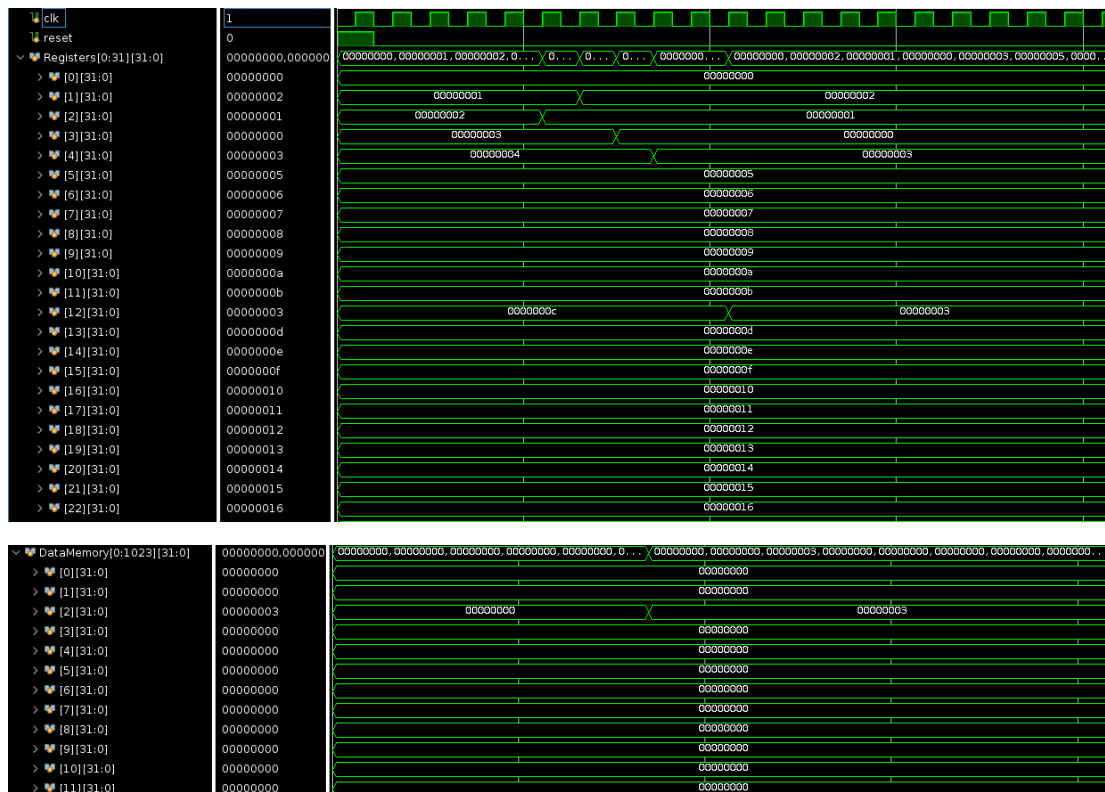 clk 1
reset 0
Registers[0:31][31:0] 00000000,000000 00000000,00000001,00000002,0... 0... 0... 0... 0000000... 00000000,00000002,00000001,00000000,00000003,00000005,0000...
[0][31:0] 00000000 00000000
[1][31:0] 00000002 00000001 00000002
[2][31:0] 00000001 00000002 00000001
[3][31:0] 00000000 00000003 00000000
[4][31:0] 00000003 00000004 00000003
[5][31:0] 00000005 00000005
[6][31:0] 00000006 00000006
[7][31:0] 00000007 00000007
[8][31:0] 00000008 00000008
[9][31:0] 00000009 00000009
[10][31:0] 0000000a 0000000a
[11][31:0] 0000000b 0000000b
[12][31:0] 00000003 0000000c 00000003
[13][31:0] 0000000d 0000000d
[14][31:0] 0000000e 0000000e
[15][31:0] 0000000f 0000000f
[16][31:0] 00000010 00000010
[17][31:0] 00000011 00000011
[18][31:0] 00000012 00000012
[19][31:0] 00000013 00000013
[20][31:0] 00000014 00000014
[21][31:0] 00000015 00000015
[22][31:0] 00000016 00000016
DataMemory[0:1023][31:0] 00000000,000000 00000000,00000000,00000000,00000000,00000000,0... 00000000,00000000,00000003,00000000,00000000,00000000,00000000,0000000...
[0][31:0] 00000000 00000000
[1][31:0] 00000000 00000000
[2][31:0] 00000003 00000000 00000003
[3][31:0] 00000000 00000000
[4][31:0] 00000000 00000000
[5][31:0] 00000000 00000000
[6][31:0] 00000000 00000000
[7][31:0] 00000000 00000000
[8][31:0] 00000000 00000000
[9][31:0] 00000000 00000000
[10][31:0] 00000000 00000000
[11][31:0] 00000000 00000000